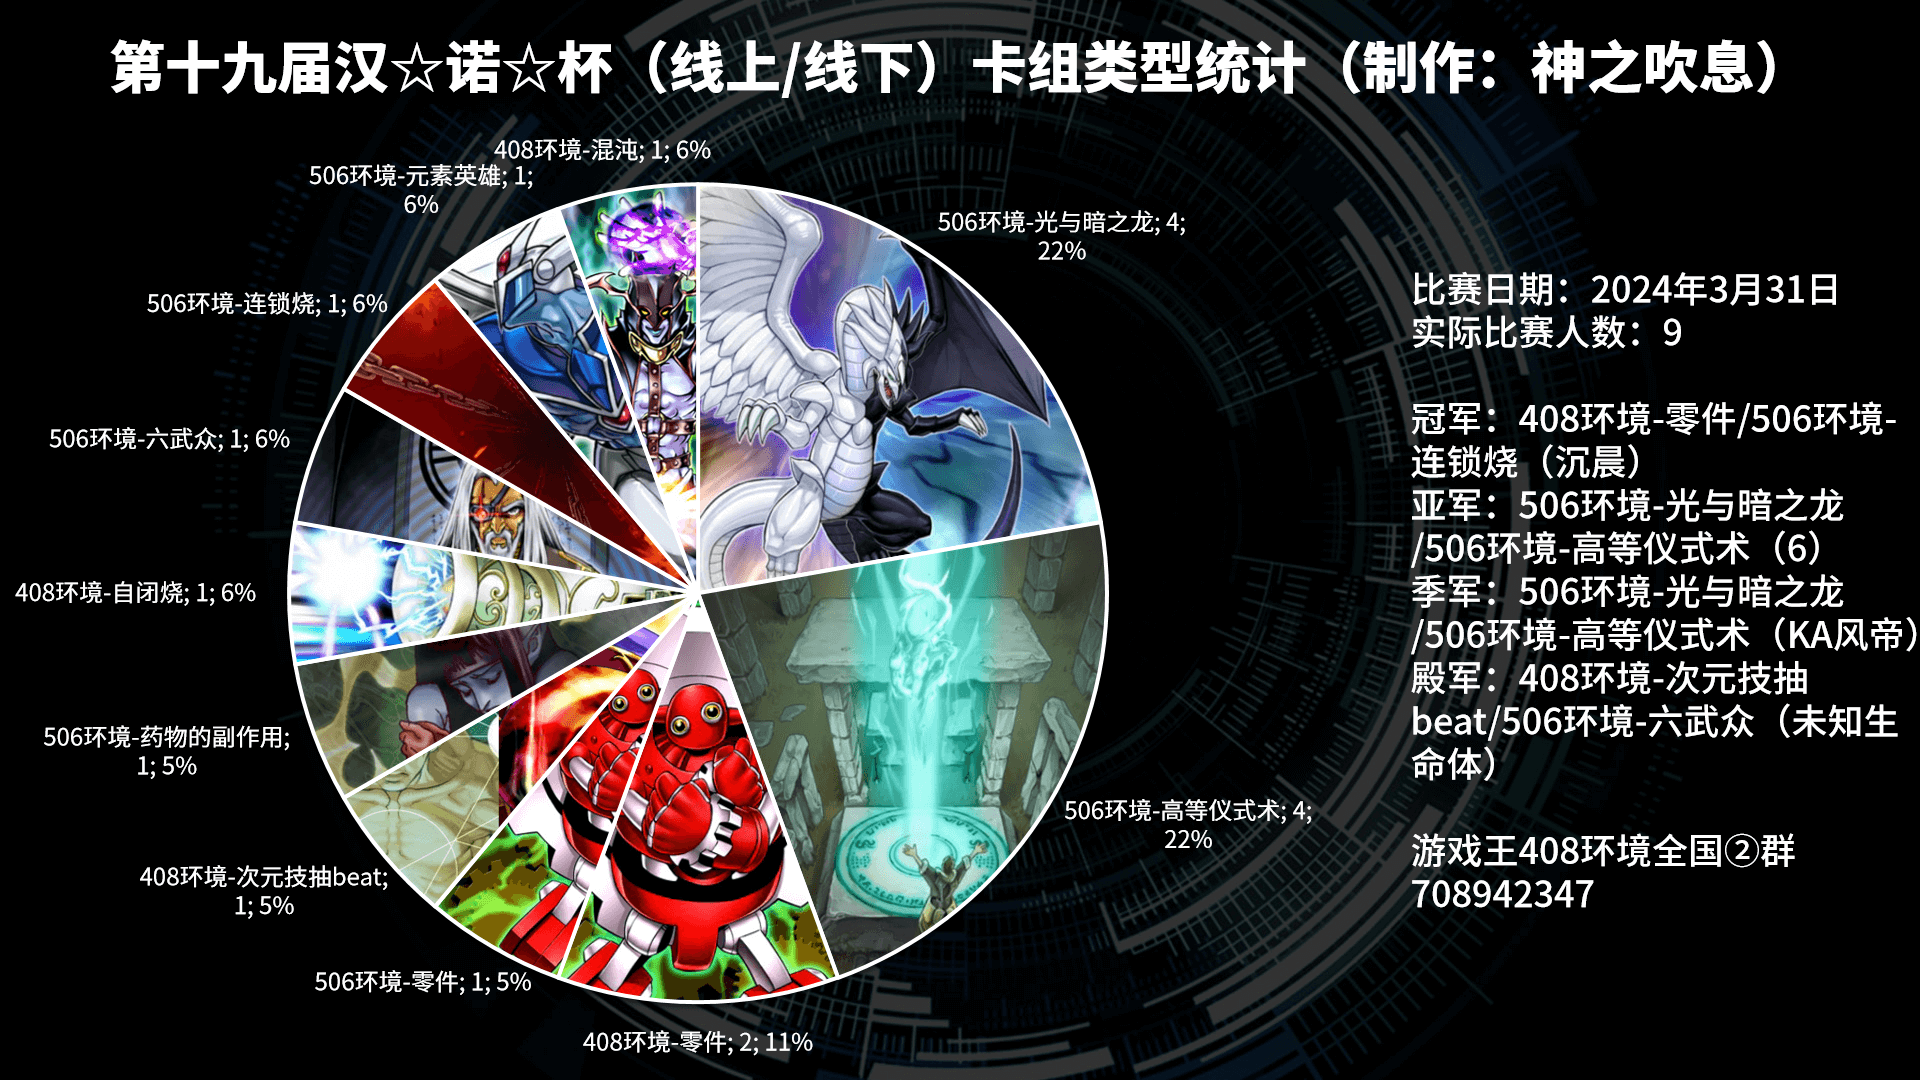 第十九届汉☆诺☆杯（线上/线下）卡组类型统计（制作：神之吹息）
408环境-混沌; 1; 6%
506环境-元素英雄; 1;
6%
506环境-光与暗之龙; 4;
22%
506环境-连锁烧; 1; 6%
506环境-六武众; 1; 6%
408环境-自闭烧; 1; 6%
506环境-药物的副作用;
1; 5%
408环境-次元技抽beat;
1; 5%
506环境-零件; 1; 5%
408环境-零件; 2; 11%
506环境-高等仪式术; 4;
22%
比赛日期：2024年3月31日
实际比赛人数：9
冠军：408环境-零件/506环境-
连锁烧（沉晨）
亚军：506环境-光与暗之龙
/506环境-高等仪式术（6）
季军：506环境-光与暗之龙
/506环境-高等仪式术（KA风帝）
殿军：408环境-次元技抽
beat/506环境-六武众（未知生
命体）
游戏王408环境全国②群
708942347